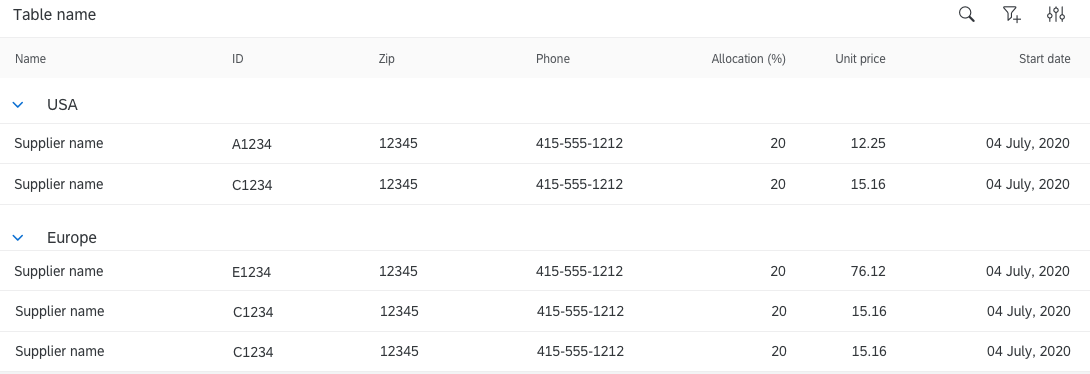 Table name
Name ID Zip Phone Allocation (%) Unit price Start date
USA
Supplier name A1234 12345 415-555-1212 20 12.25 04 July, 2020
Supplier name C1234 12345 415-555-1212 20 15.16 04 July, 2020
Europe
Supplier name E1234 12345 415-555-1212 20 76.12 04 July, 2020
Supplier name C1234 12345 415-555-1212 20 15.16 04 July, 2020
Supplier name C1234 12345 415-555-1212 20 15.16 04 July, 2020